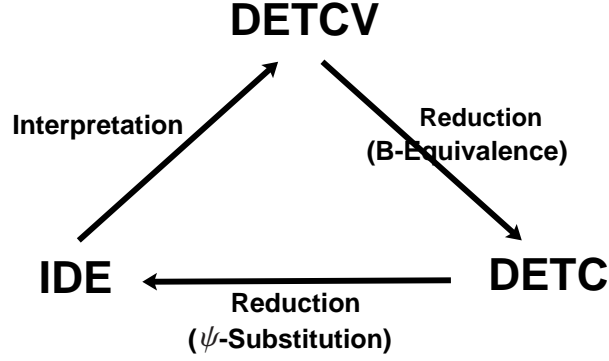 DETCV
Interpretation
Reduction
(B-Equivalence)
IDE
DETC
Reduction
(ψ-Substitution)